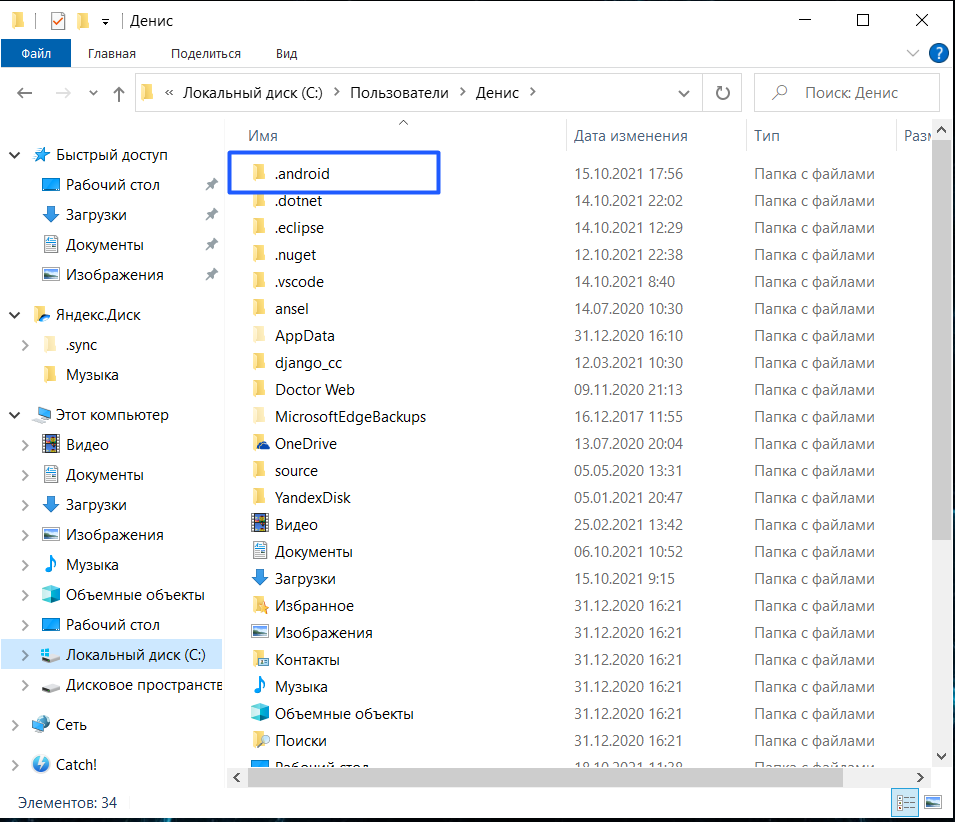 Денис
Файл Главная Поделиться Вид
« Локальный диск (C:) Пользователи Денис Поиск: Денис
Имя Дата изменения Тип Разм
Быстрый доступ
Рабочий стол
Загрузки
Документы
Изображения
Яндекс.Диск
.sync
Музыка
Этот компьютер
Видео
Документы
Загрузки
Изображения
Музыка
Объемные объекты
Рабочий стол
Локальный диск (C:)
Дисковое пространств
Сеть
Catch!
.android 15.10.2021 17:56 Папка с файлами
.dotnet 14.10.2021 22:02 Папка с файлами
.eclipse 14.10.2021 12:29 Папка с файлами
.nuget 12.10.2021 22:38 Папка с файлами
.vscode 14.10.2021 8:40 Папка с файлами
ansel 14.07.2020 10:30 Папка с файлами
AppData 31.12.2020 16:10 Папка с файлами
django_cc 12.03.2021 10:30 Папка с файлами
Doctor Web 09.11.2020 21:13 Папка с файлами
MicrosoftEdgeBackups 16.12.2017 11:55 Папка с файлами
OneDrive 13.07.2020 20:04 Папка с файлами
source 05.05.2020 13:31 Папка с файлами
YandexDisk 05.01.2021 20:47 Папка с файлами
Видео 25.02.2021 13:42 Папка с файлами
Документы 06.10.2021 10:52 Папка с файлами
Загрузки 15.10.2021 9:15 Папка с файлами
Избранное 31.12.2020 16:21 Папка с файлами
Изображения 31.12.2020 16:21 Папка с файлами
Контакты 31.12.2020 16:21 Папка с файлами
Музыка 31.12.2020 16:21 Папка с файлами
Объемные объекты 31.12.2020 16:21 Папка с файлами
Поиски 31.12.2020 16:21 Папка с файлами
Рабочий стол 18.10.2021 11:38 Папка с файлами
Элементов: 34